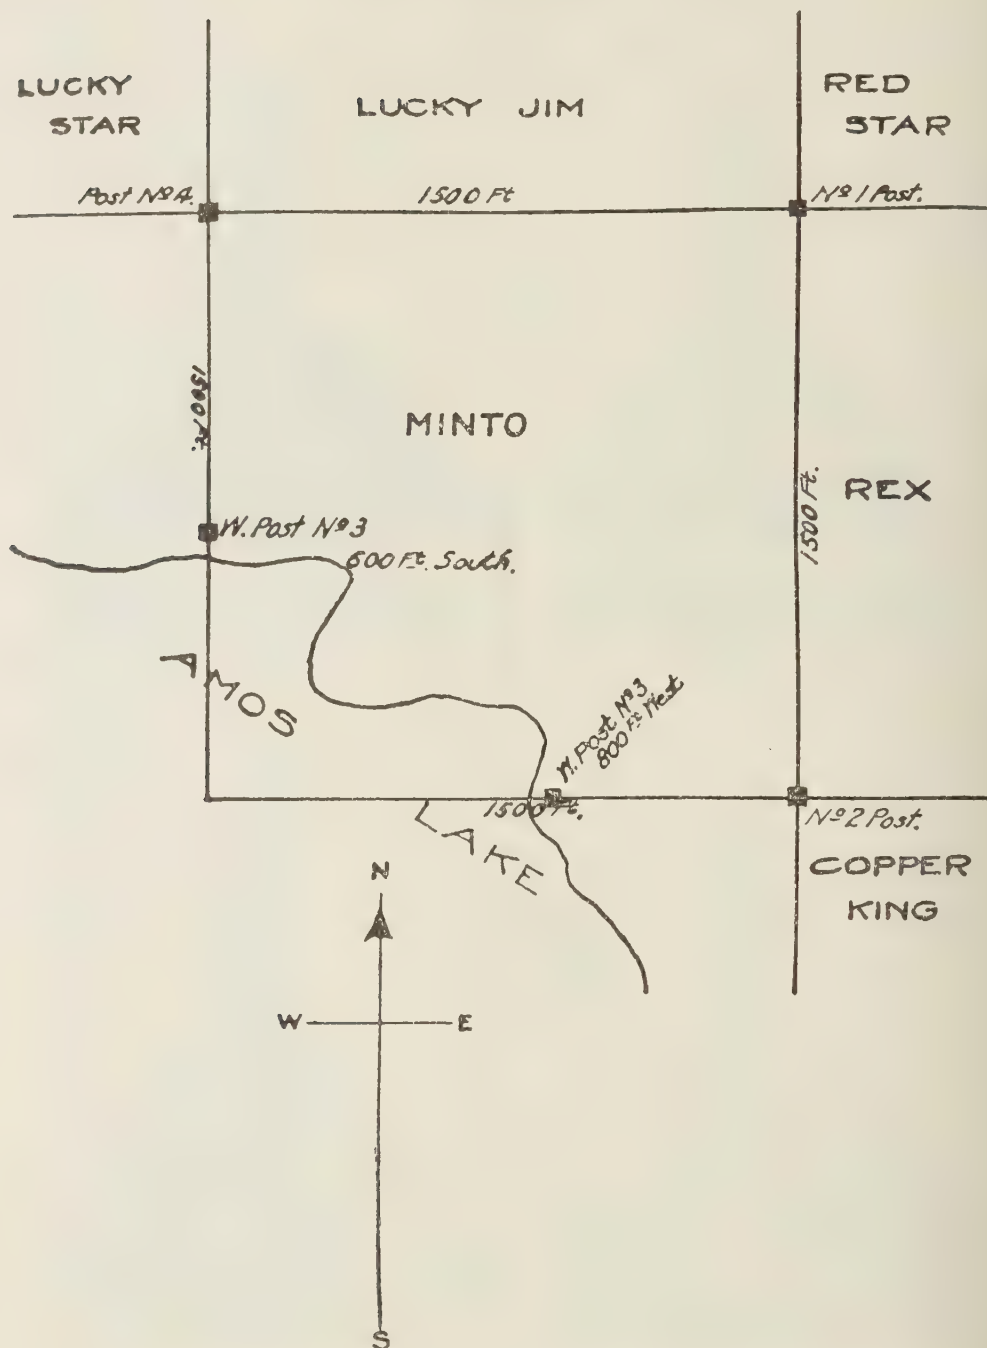 LUCKY
STAR
LUCKY JIM
RED
STAR
Post Nº 4.
1500 Ft
Nº 1 Post.
1500 Ft.
MINTO
1500 Ft.
REX
W. Post Nº 3
600 Ft. South.
AMOS
W. Post Nº 3
800 Ft West
1500 Ft.
Nº 2 Post.
LAKE
COPPER
KING
N
W
E
S